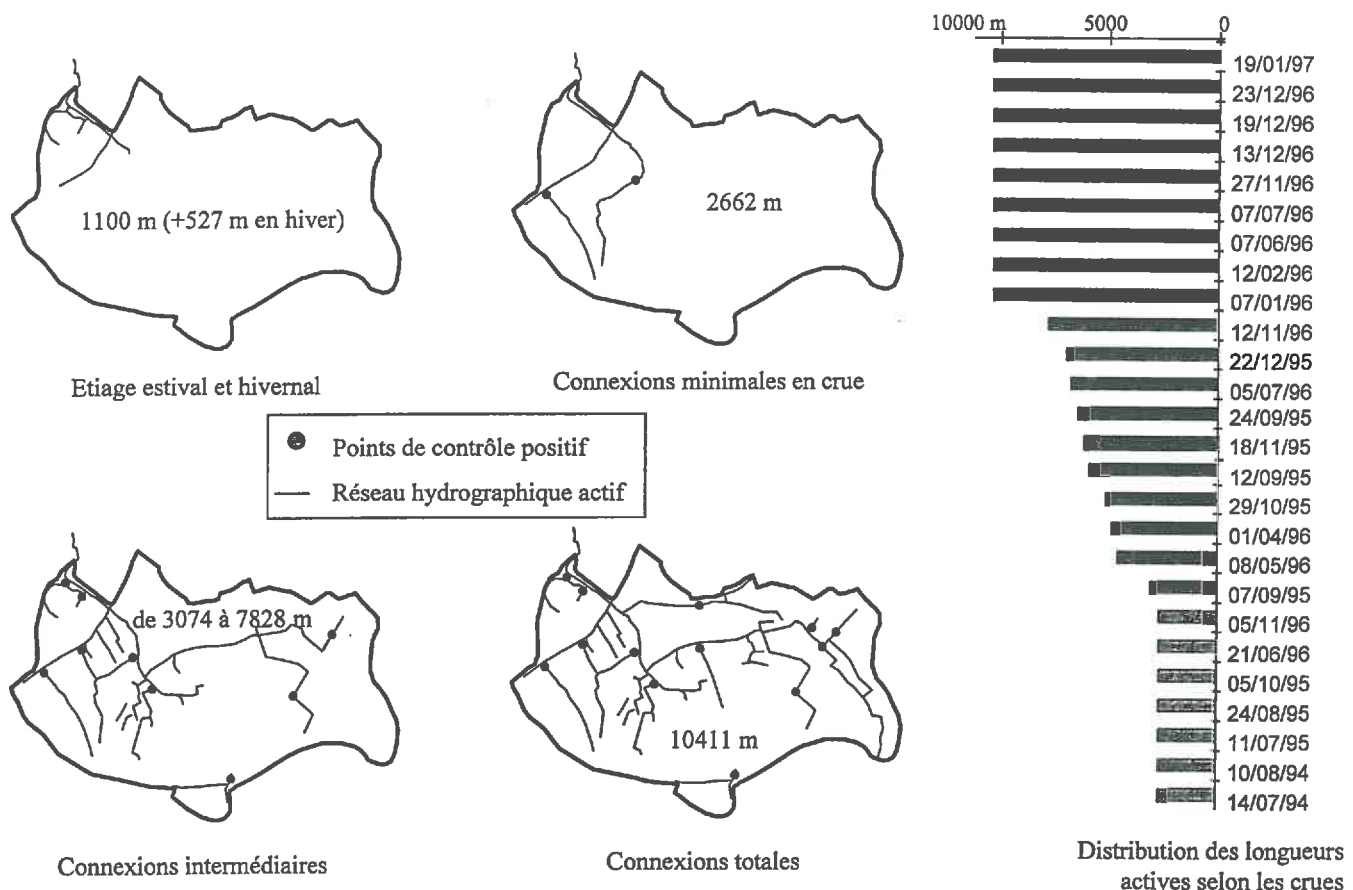 1100 m (+527 m en hiver)
Etiage estival et hivernal
2662 m
Connexions minimales en crue
Points de contrôle positif
Réseau hydrographique actif
de 3074 à 7828 m
Connexions intermédiaires
10411 m
Connexions totales
10000 m 5000 0
19/01/97
23/12/96
19/12/96
13/12/96
27/11/96
07/07/96
07/06/96
12/02/96
07/01/96
12/11/96
22/12/95
05/07/96
24/09/95
18/11/95
12/09/95
29/10/95
01/04/96
08/05/96
07/09/95
05/11/96
21/06/96
05/10/95
24/08/95
11/07/95
10/08/94
14/07/94
Distribution des longueurs
actives selon les crues